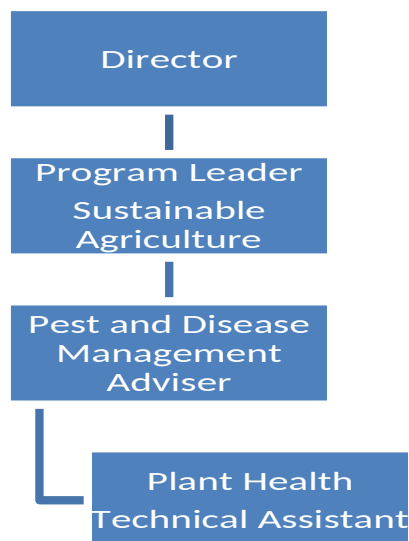 Director
Program Leader
Sustainable
Agriculture
Pest and Disease
Management
Adviser
Plant Health
Technical Assistant